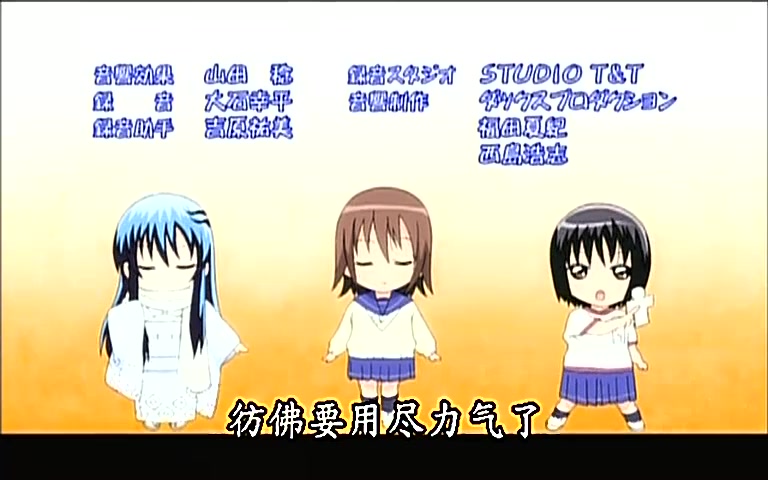 音響効果 山田 稔
録 音 大石幸平
録音助手 吉原祐美
録音スタジオ STUDIO T&T
音響制作 ダックスプロダクション
福田夏紀
西島浩志
彷佛要用尽力气了